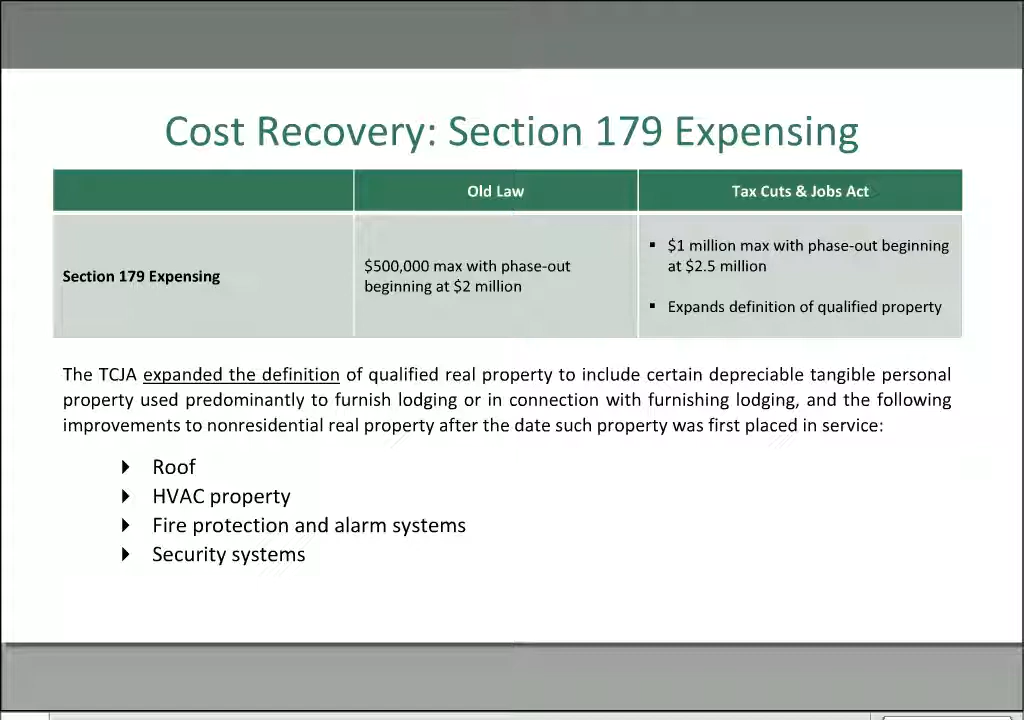 Cost Recovery: Section 179 Expensing
Old Law
Tax Cuts & Jobs Act
Section 179 Expensing
$500,000 max with phase-out
beginning at $2 million
▪ $1 million max with phase-out beginning
at $2.5 million
▪ Expands definition of qualified property
The TCJA expanded the definition of qualified real property to include certain depreciable tangible personal
property used predominantly to furnish lodging or in connection with furnishing lodging, and the following
improvements to nonresidential real property after the date such property was first placed in service:
Roof
HVAC property
Fire protection and alarm systems
Security systems